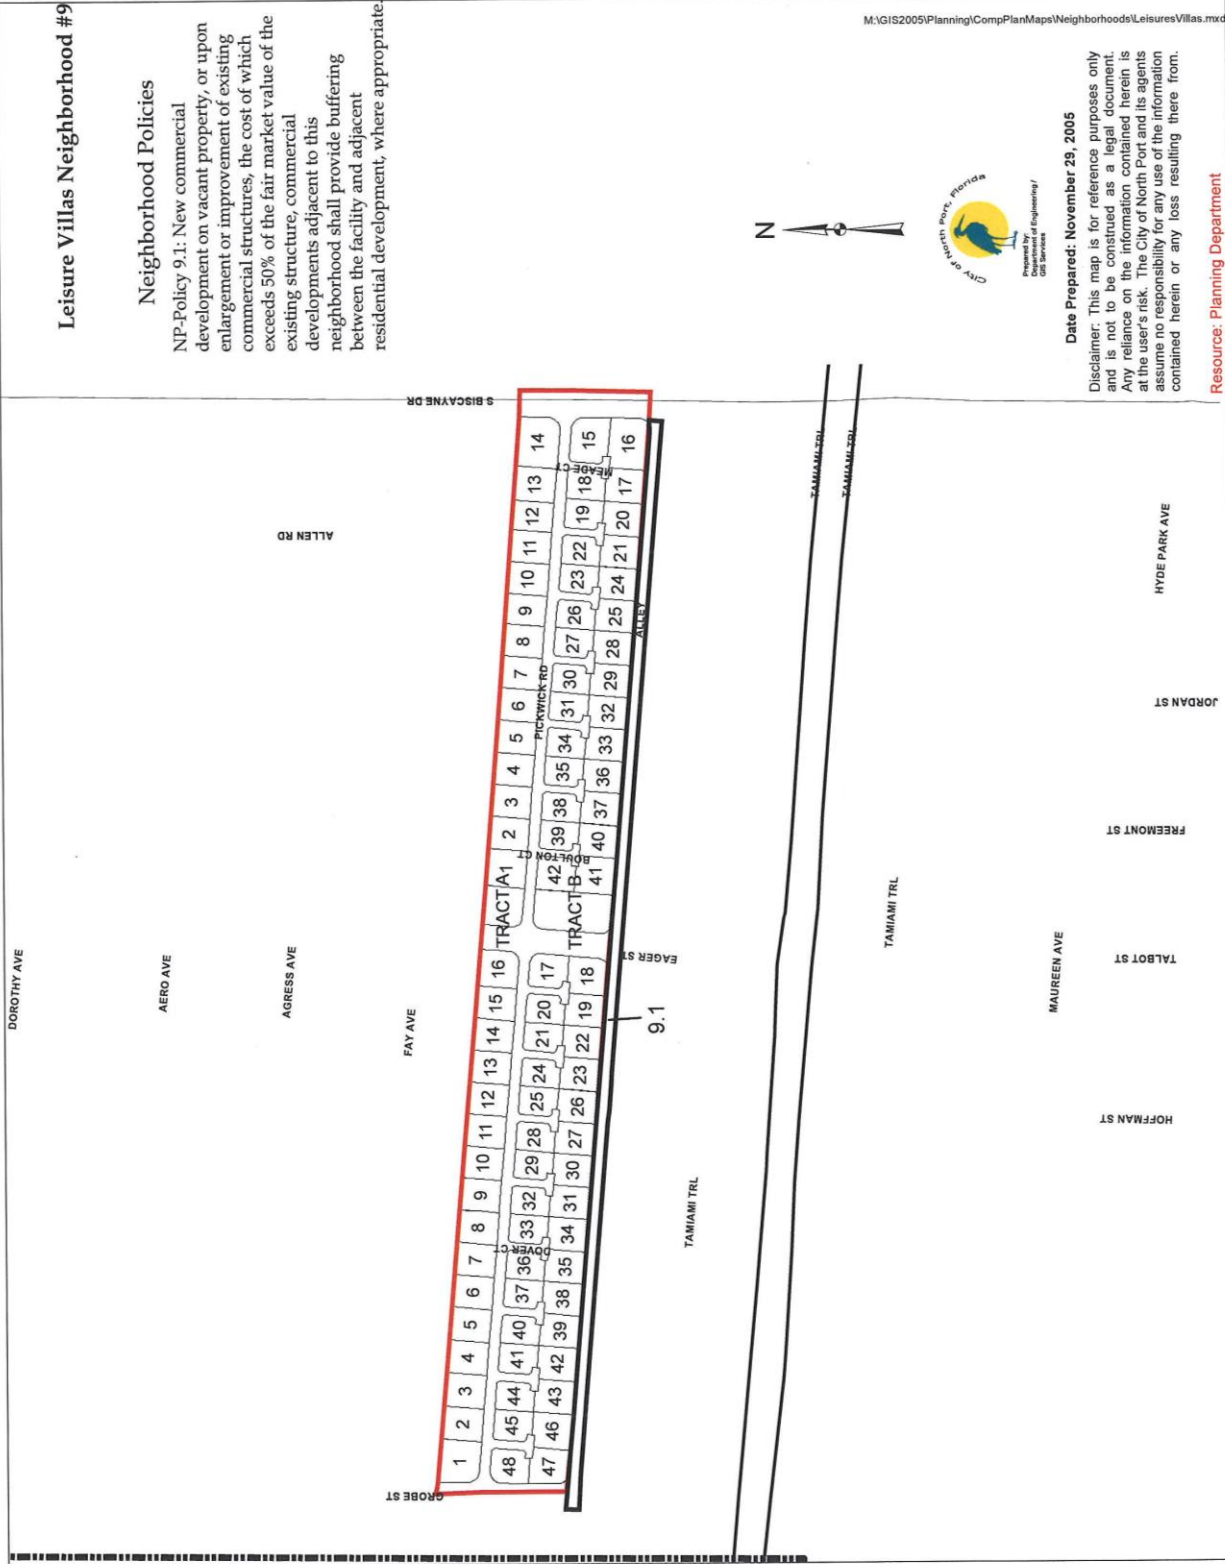 M:\GIS2005\Planning\CompPlanMaps\Neighborhoods\LeisuresVillas.mxd
Leisure Villas Neighborhood #9
Neighborhood Policies
NP-Policy 9.1: New commercial
development on vacant property, or upon
enlargement or improvement of existing
commercial structures, the cost of which
exceeds 50% of the fair market value of the
existing structure, commercial
developments adjacent to this
neighborhood shall provide buffering
between the facility and adjacent
residential development, where appropriate.
N
City of North Port, Florida
Prepared by:
Department of Engineering /
GIS Services
Date Prepared: November 29, 2005
Disclaimer: This map is for reference purposes only
and is not to be construed as a legal document.
Any reliance on the information contained herein is
at the user's risk. The City of North Port and its agents
assume no responsibility for any use of the information
contained herein or any loss resulting there from.
Resource: Planning Department
DOROTHY AVE
AERO AVE
AGRESS AVE
FAY AVE
ALLEN RD
S BISCAYNE DR
GROBE ST
1 2 3 4 5 6 7 8 9 10 11 12 13 14 15 16
TRACT A1
2 3 4 5 6 7 8 9 10 11 12 13 14
PICKWICK RD
48 45 44 41 40 37 36 33 32 29 28 25 24 21 20 17
DOVER CT
42 39 38 35 34 31 30 27 26 23 22 19 18 15
BOULTON CT
MEADE CT
47 46 43 42 39 38 35 34 31 30 27 26 23 22 19 18
TRACT B
41 40 37 36 33 32 29 28 25 24 21 20 17 16
EAGER ST
ALLEY
9.1
TAMIAMI TRL
TAMIAMI TRL
TAMIAMI TRL
TAMIAMI TRL
MAUREEN AVE
HOFFMAN ST
TALBOT ST
FREEMONT ST
JORDAN ST
HYDE PARK AVE